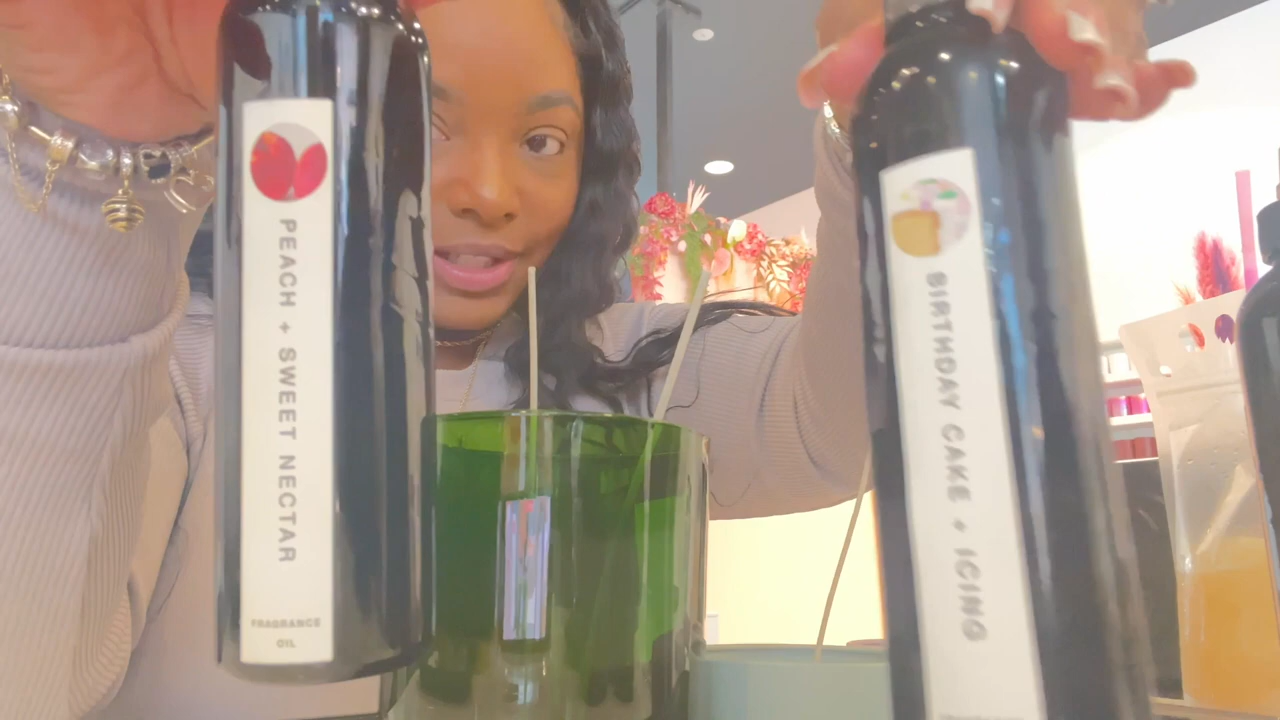 PEACH + SWEET NECTAR
FRAGRANCE
OIL
BIRTHDAY CAKE + ICING